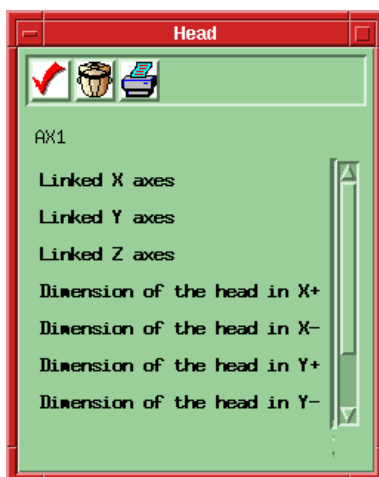 Head
AX1
Linked X axes
Linked Y axes
Linked Z axes
Dimension of the head in X+
Dimension of the head in X-
Dimension of the head in Y+
Dimension of the head in Y-